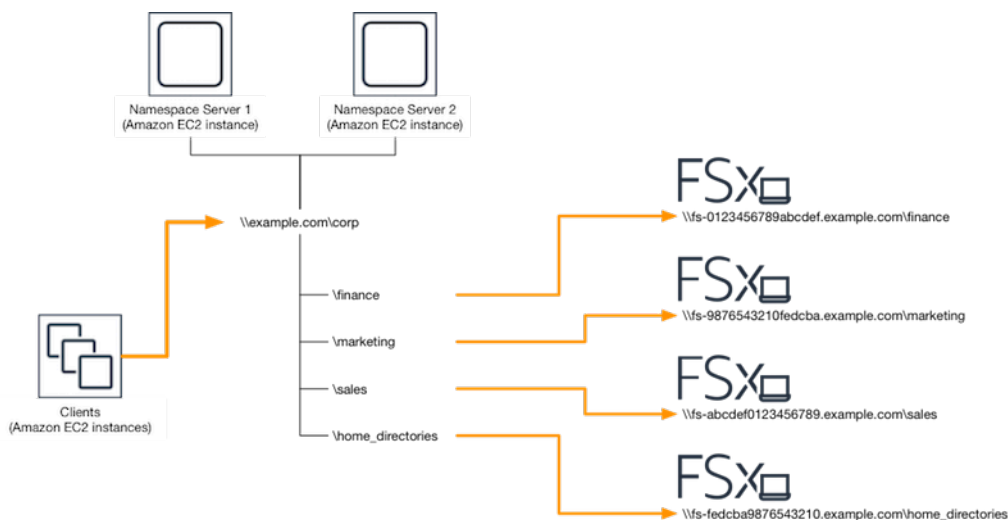 Namespace Server 1
(Amazon EC2 instance)
Namespace Server 2
(Amazon EC2 instance)
\\example.com\corp
\finance
\marketing
\sales
\home_directories
Clients
(Amazon EC2 instances)
FSx
\\fs-0123456789abcdef.example.com\finance
FSx
\\fs-9876543210fedcba.example.com\marketing
FSx
\\fs-abcdef0123456789.example.com\sales
FSx
\\fs-fedcba9876543210.example.com\home_directories